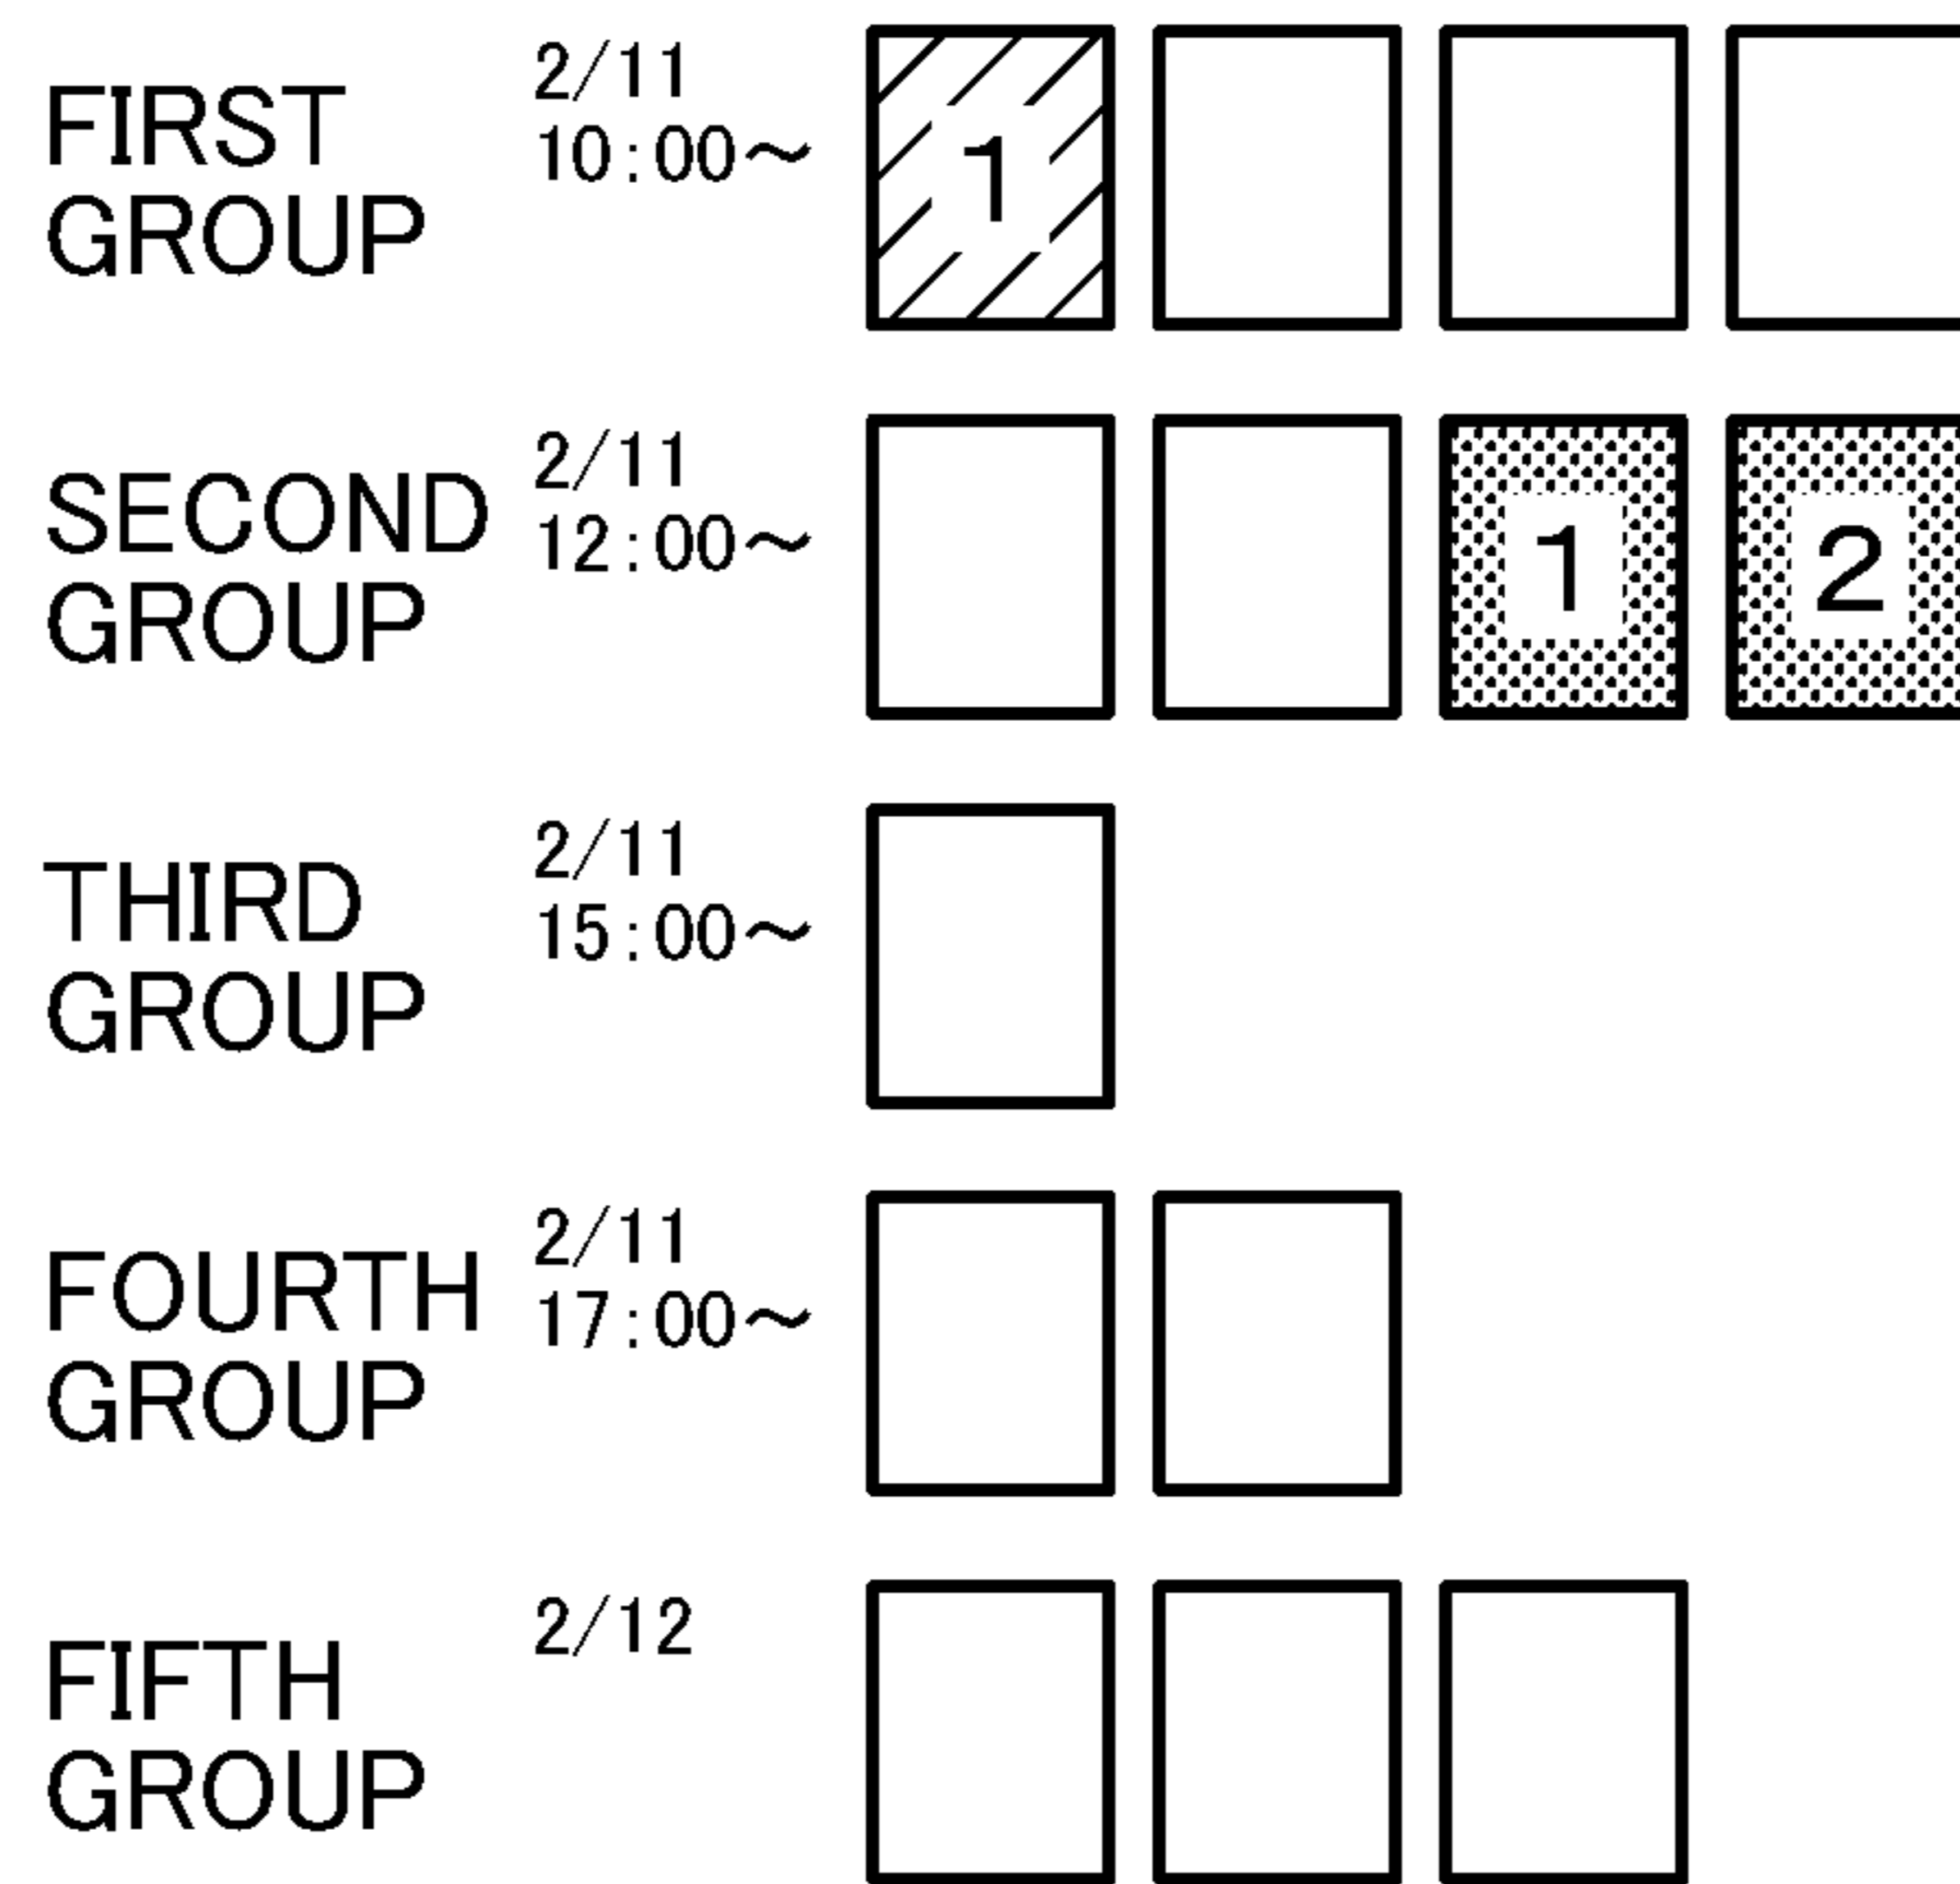 FIRST
GROUP
2/11
10:00～
1
SECOND
GROUP
2/11
12:00～
1
2
THIRD
GROUP
2/11
15:00～
FOURTH
GROUP
2/11
17:00～
FIFTH
GROUP
2/12